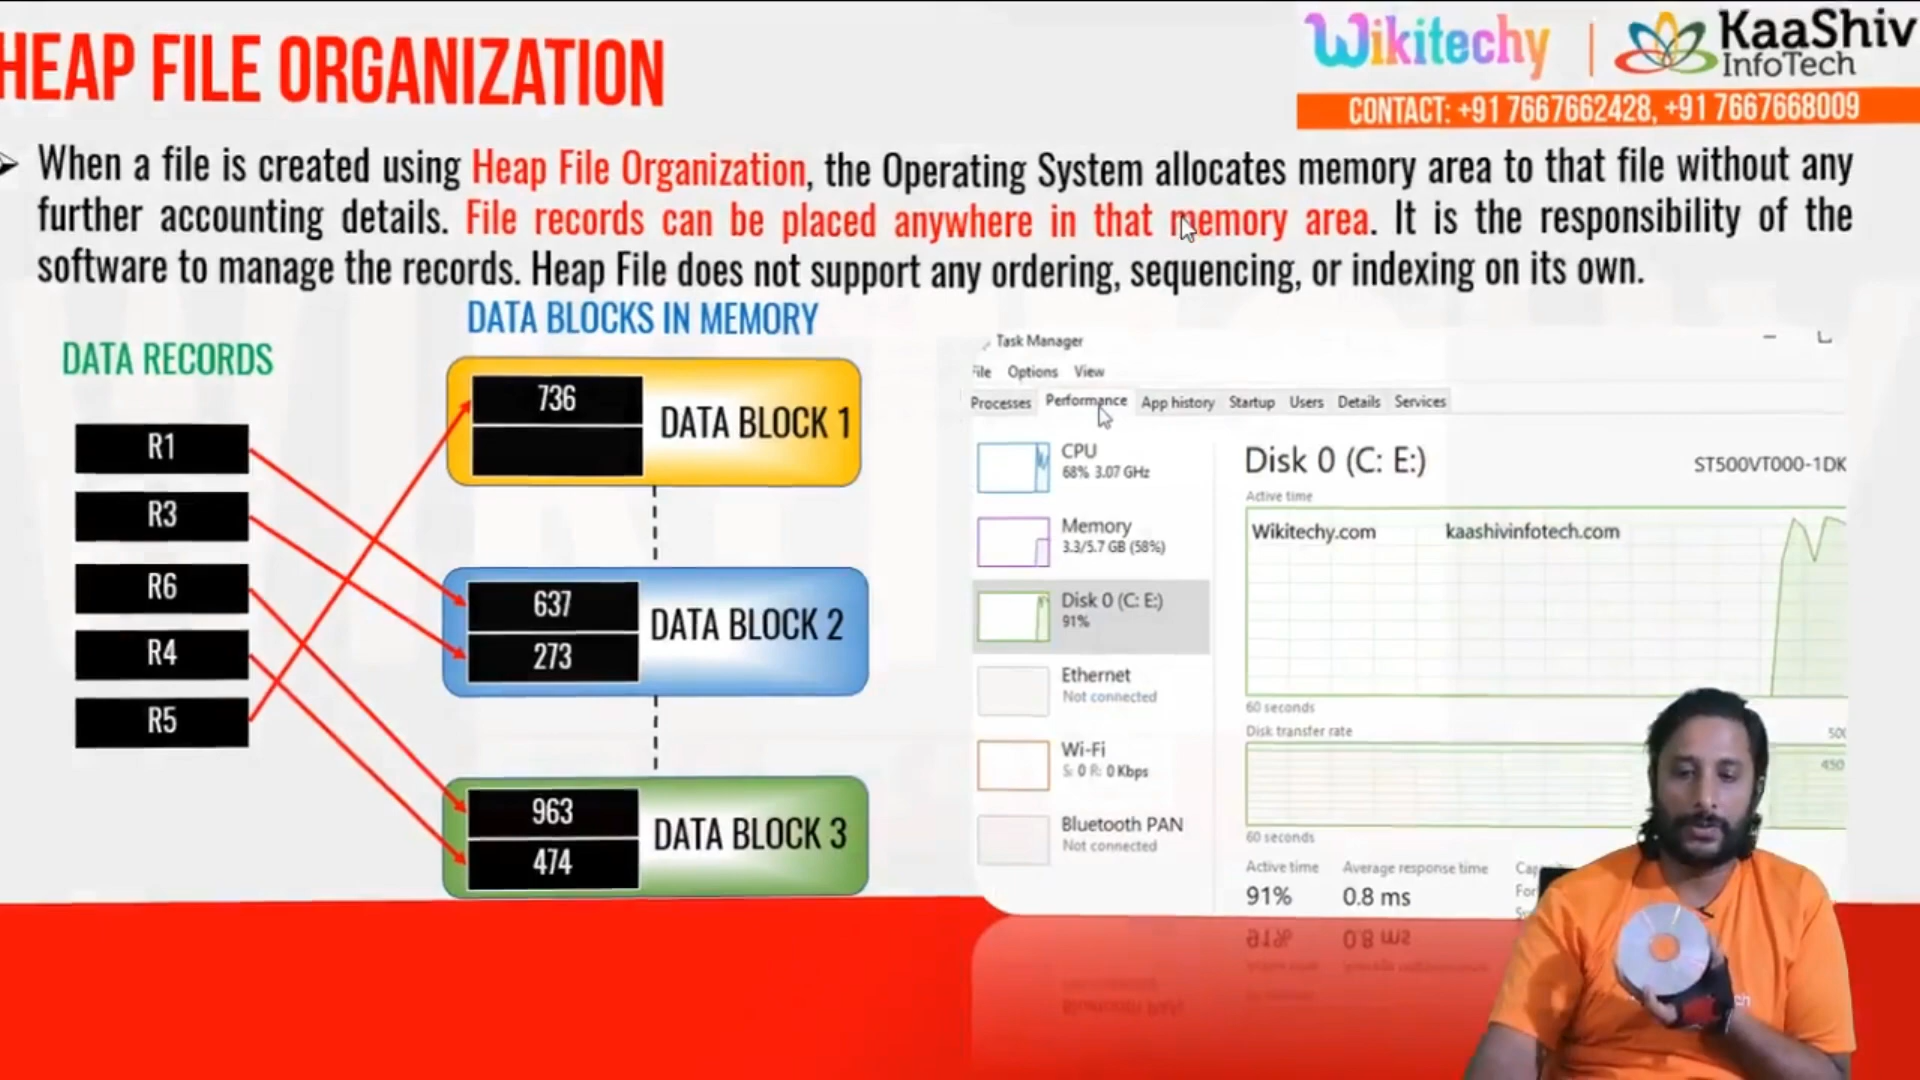 HEAP FILE ORGANIZATION
Wikitechy
KaaShiv
InfoTech
CONTACT: +91 7667662428, +91 7667668009
When a file is created using Heap File Organization, the Operating System allocates memory area to that file without any
further accounting details. File records can be placed anywhere in that memory area. It is the responsibility of the
software to manage the records. Heap File does not support any ordering, sequencing, or indexing on its own.
DATA RECORDS
R1
R3
R6
R4
R5
DATA BLOCKS IN MEMORY
736
DATA BLOCK 1
637
273
DATA BLOCK 2
963
474
DATA BLOCK 3
Task Manager
File Options View
Processes Performance App history Startup Users Details Services
CPU
68% 3.07 GHz
Memory
3.3/5.7 GB (58%)
Disk 0 (C: E:)
91%
Ethernet
Not connected
Wi-Fi
S: 0 R: 0 Kbps
Bluetooth PAN
Not connected
Disk 0 (C: E:)
ST500VT000-1DK
Active time
Wikitechy.com kaashivinfotech.com
60 seconds
Disk transfer rate
500
450
60 seconds
Active time
91%
Average response time
0.8 ms